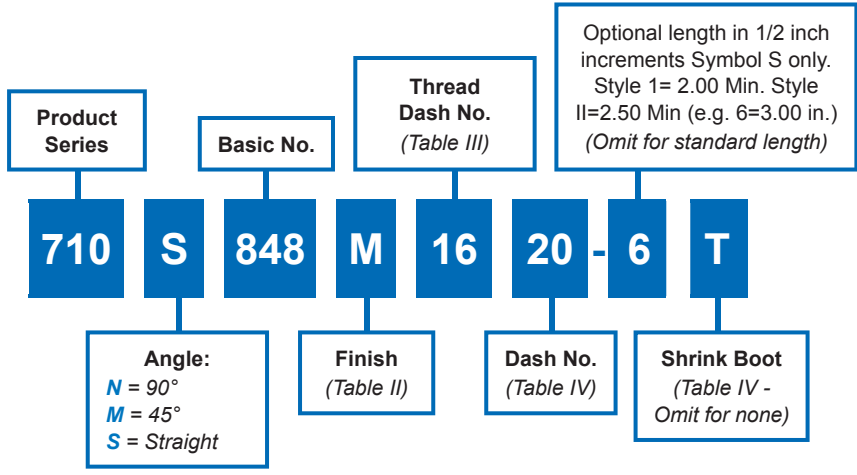 Product
Series
Basic No.
Thread
Dash No.
(Table III)
Optional length in 1/2 inch
increments Symbol S only.
Style 1= 2.00 Min. Style
II=2.50 Min (e.g. 6=3.00 in.)
(Omit for standard length)
710 S 848 M 16 20 - 6 T
Angle:
N = 90°
M = 45°
S = Straight
Finish
(Table II)
Dash No.
(Table IV)
Shrink Boot
(Table IV -
Omit for none)